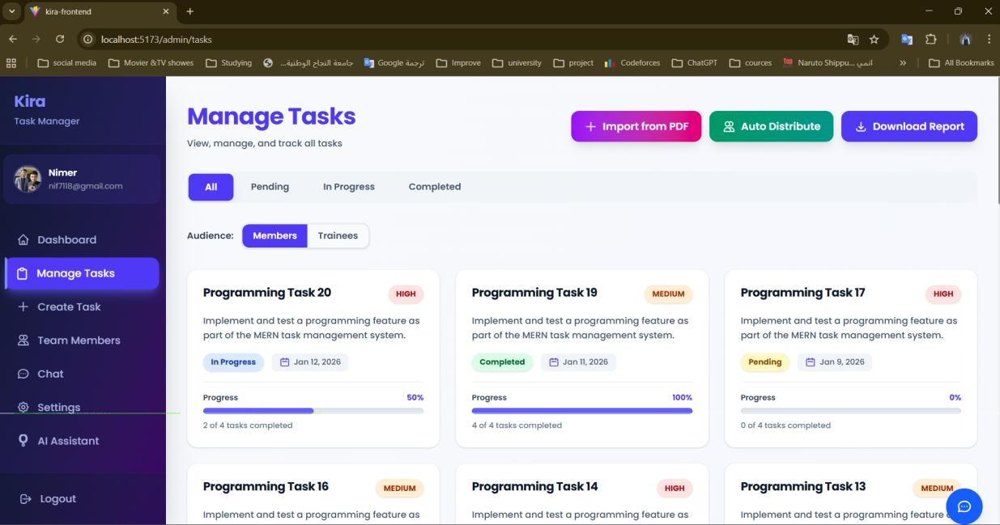 kira-frontend
localhost:5173/admin/tasks
social media
Movier &TV showes
Studying
جامعة النجاح الوطنية...
ترجمة Google
Improve
university
project
Codeforces
ChatGPT
cources
Naruto Shippu... انمي
All Bookmarks
Kira
Task Manager
Nimer
nif7118@gmail.com
Dashboard
Manage Tasks
Create Task
Team Members
Chat
Settings
AI Assistant
Logout
Manage Tasks
View, manage, and track all tasks
Import from PDF
Auto Distribute
Download Report
All
Pending
In Progress
Completed
Audience:
Members
Trainees
Programming Task 20
HIGH
Implement and test a programming feature as
part of the MERN task management system.
In Progress
Jan 12, 2026
Progress
50%
2 of 4 tasks completed
Programming Task 19
MEDIUM
Implement and test a programming feature as
part of the MERN task management system.
Completed
Jan 11, 2026
Progress
100%
4 of 4 tasks completed
Programming Task 17
HIGH
Implement and test a programming feature as
part of the MERN task management system.
Pending
Jan 9, 2026
Progress
0%
0 of 4 tasks completed
Programming Task 16
MEDIUM
Implement and test a programming feature as
Programming Task 14
HIGH
Implement and test a programming feature as
Programming Task 13
MEDIUM
Implement and test a programming feature